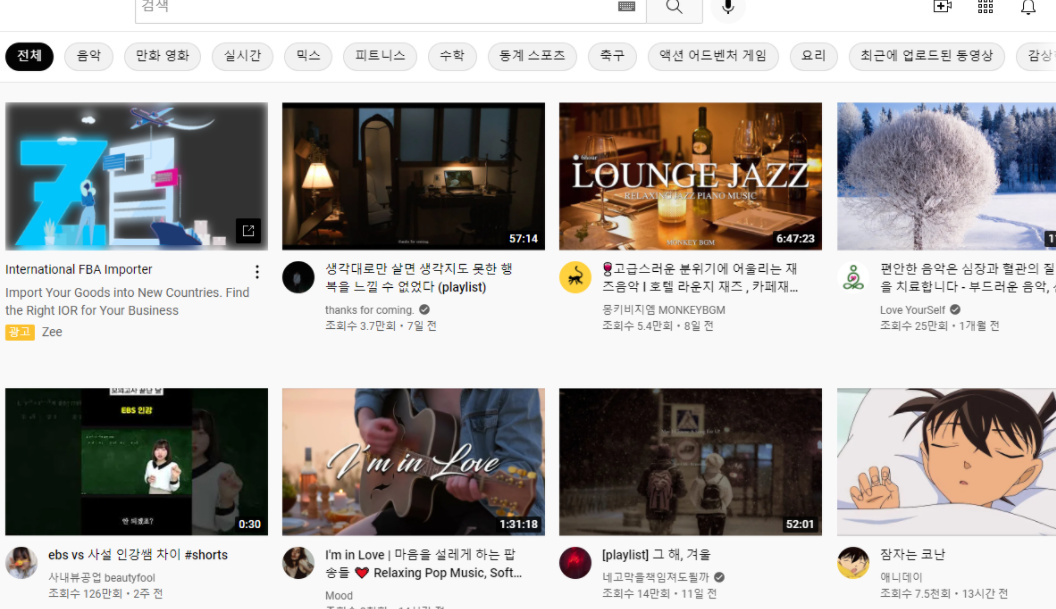 검색
전체 음악 만화 영화 실시간 믹스 피트니스 수학 통계 스포츠 축구 액션 어드벤처 게임 요리 최근에 업로드된 동영상 감상
57:14
LOUNGE JAZZ
RELAXING JAZZ PIANO MUSIC
MONKEY BGM
6:47:23
International FBA Importer
Import Your Goods into New Countries. Find
the Right IOR for Your Business
광고 Zee
생각대로만 살면 생각지도 못한 행
복을 느낄 수 없었다 (playlist)
thanks for coming.
조회수 3.7만회 • 7일 전
🍷고급스러운 분위기에 어울리는 재
즈음악 l 호텔 라운지 재즈 , 카페재...
몽키비지엠 MONKEYBGM
조회수 5.4만회 • 8일 전
편안한 음악은 심장과 혈관의 질
을 치료합니다 - 부드러운 음악,
Love YourSelf
조회수 25만회 • 1개월 전
모의고사 끝난 날
EBS 인강
안 되겠죠?
0:30
I'm in Love
1:31:18
52:01
ebs vs 사설 인강쌤 차이 #shorts
사내뷰공업 beautyfool
조회수 126만회 • 2주 전
I'm in Love | 마음을 설레게 하는 팝
송들 ❤️ Relaxing Pop Music, Soft...
Mood
[playlist] 그 해, 겨울
네고막을책임져도될까
조회수 14만회 • 11일 전
잠자는 코난
애니데이
조회수 7.5천회 • 13시간 전